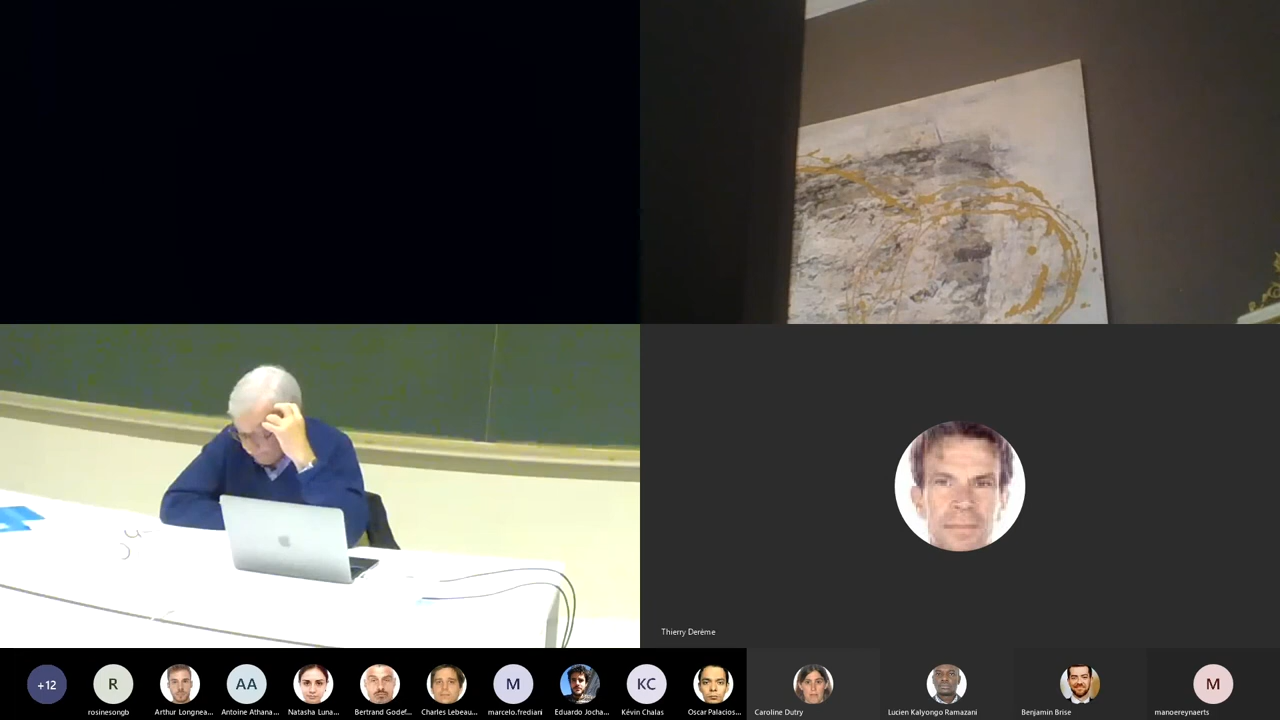 Thierry Derème
+12
R
rosinesongb
Arthur Longnea...
AA
Antoine Athana...
Natasha Luna...
Bertrand Godef...
Charles Lebeau...
M
marcelo.frediani
Eduardo Jocha...
KC
Kévin Chalas
Oscar Palacios...
Caroline Dutry
Lucien Kalyongo Ramazani
Benjamin Brise
M
manoereynaerts